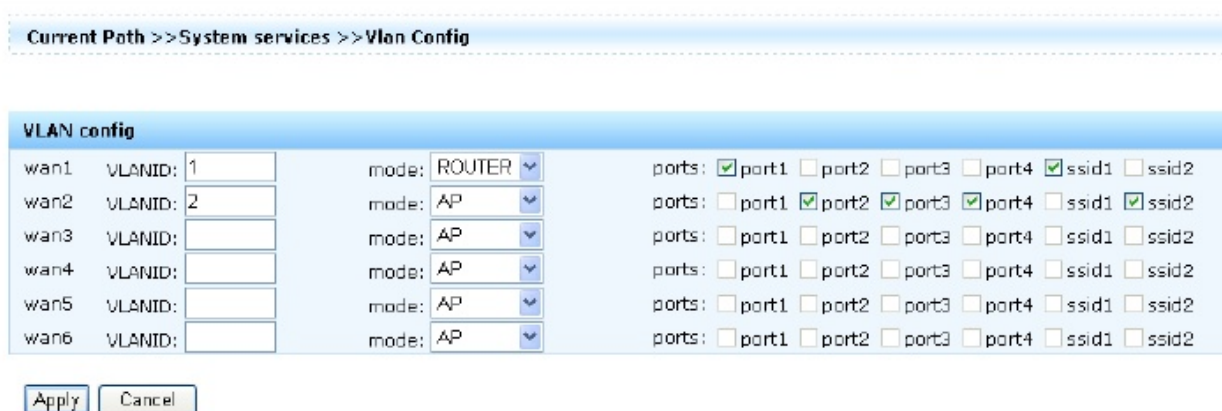 Current Path >>System services >>Vlan Config
VLAN config
wan1 VLANID: 1 mode: ROUTER ports: port1 port2 port3 port4 ssid1 ssid2
wan2 VLANID: 2 mode: AP ports: port1 port2 port3 port4 ssid1 ssid2
wan3 VLANID: mode: AP ports: port1 port2 port3 port4 ssid1 ssid2
wan4 VLANID: mode: AP ports: port1 port2 port3 port4 ssid1 ssid2
wan5 VLANID: mode: AP ports: port1 port2 port3 port4 ssid1 ssid2
wan6 VLANID: mode: AP ports: port1 port2 port3 port4 ssid1 ssid2
Apply Cancel